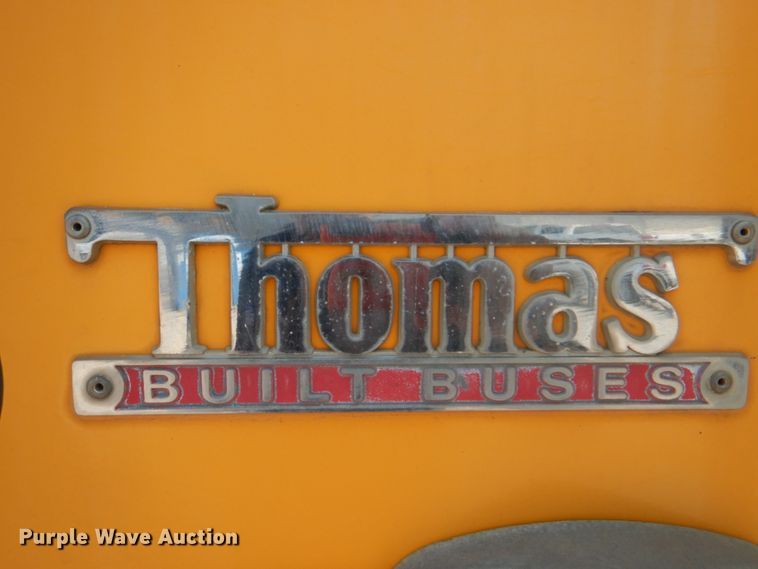 Thomas
BUILT BUSES
Purple Wave Auction